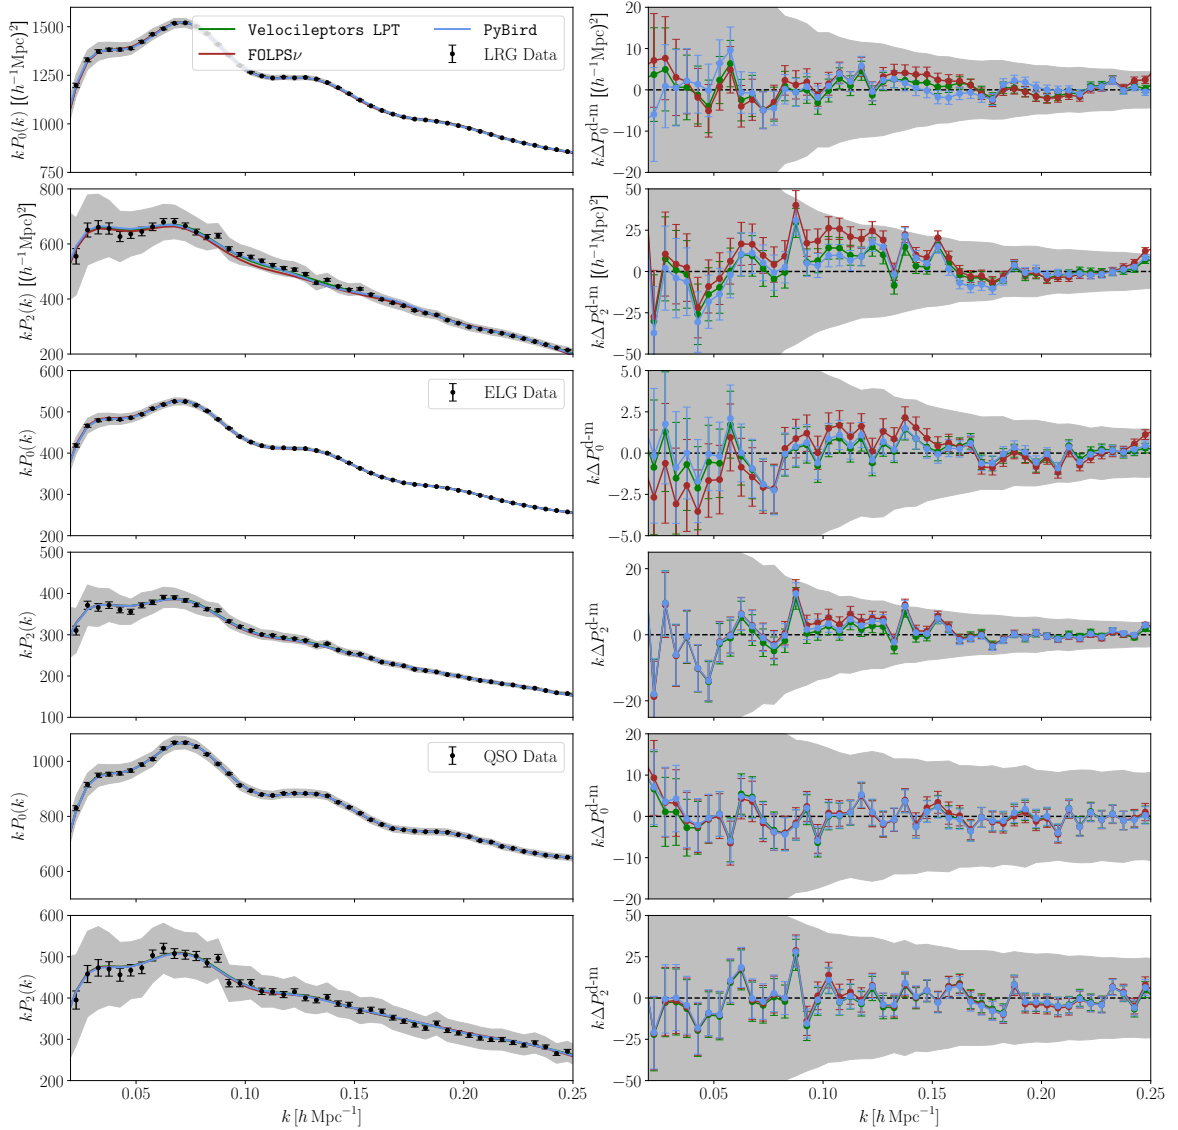 1500
1250
1000
750
kP₀(k) [(h⁻¹Mpc)²]
Velocileptors LPT
FOLPSν
PyBird
LRG Data
20
10
0
−10
−20
kΔP₀ᵈ⁻ᵐ [(h⁻¹Mpc)²]
800
600
400
200
kP₂(k) [(h⁻¹Mpc)²]
50
25
0
−25
−50
kΔP₂ᵈ⁻ᵐ [(h⁻¹Mpc)²]
500
400
300
200
kP₀(k)
ELG Data
5.0
2.5
0.0
−2.5
−5.0
kΔP₀ᵈ⁻ᵐ
500
400
300
200
100
kP₂(k)
20
0
−20
kΔP₂ᵈ⁻ᵐ
1000
800
600
kP₀(k)
QSO Data
20
10
0
−10
−20
kΔP₀ᵈ⁻ᵐ
600
500
400
300
200
kP₂(k)
0.05 0.10 0.15 0.20 0.25
k [h Mpc⁻¹]
50
25
0
−25
−50
kΔP₂ᵈ⁻ᵐ
0.05 0.10 0.15 0.20 0.25
k [h Mpc⁻¹]